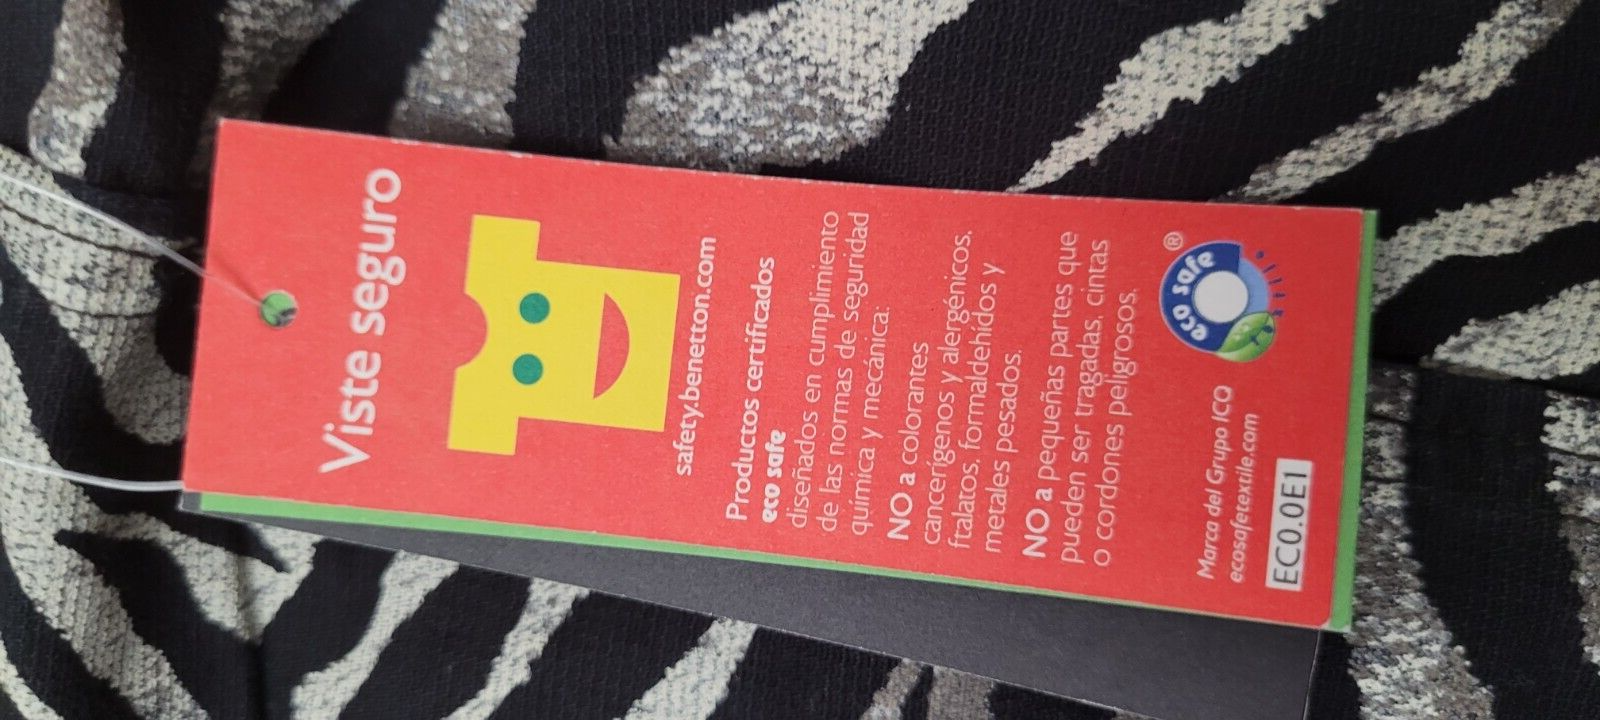 Viste seguro
safety.benetton.com
Productos certificados
eco safe
diseñados en cumplimiento
de las normas de seguridad
química y mecánica:
NO a colorantes
cancerígenos y alergénicos,
ftalatos, formaldehídos y
metales pesados.
NO a pequeñas partes que
pueden ser tragadas, cintas
o cordones peligrosos.
eco safe ®
Marca del Grupo ICQ
ecosafetextile.com
EC0.0E1